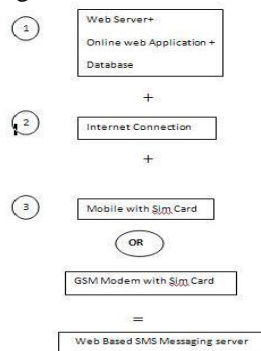 1
Web Server+
Online web Application +
Database
+
2
Internet Connection
+
3
Mobile with Sim Card
OR
GSM Modem with Sim Card
=
Web Based SMS Messaging server